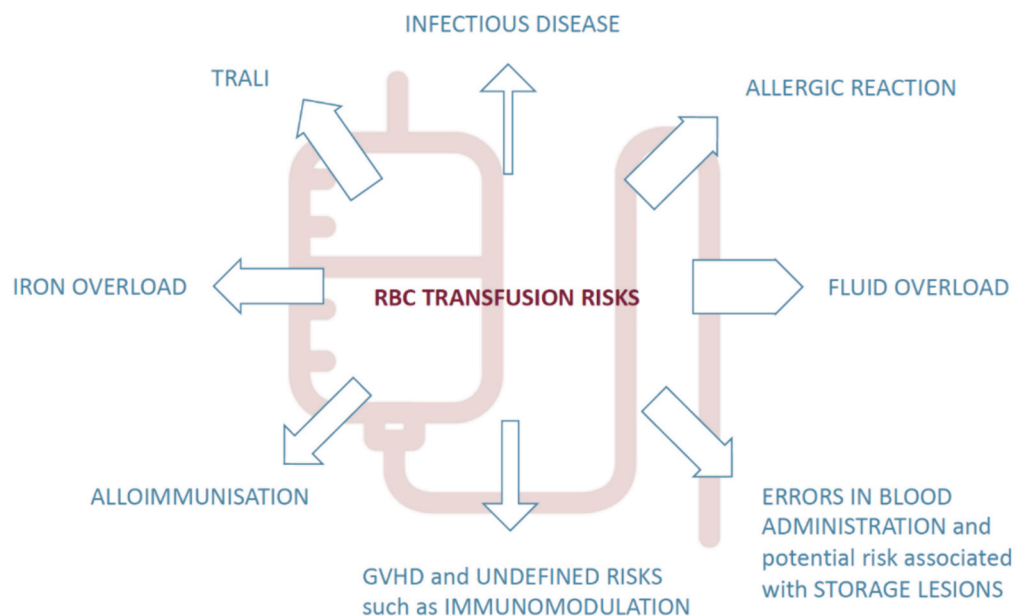 INFECTIOUS DISEASE
TRALI
ALLERGIC REACTION
IRON OVERLOAD
RBC TRANSFUSION RISKS
FLUID OVERLOAD
ALLOIMMUNISATION
ERRORS IN BLOOD
ADMINISTRATION and
potential risk associated
with STORAGE LESIONS
GVHD and UNDEFINED RISKS
such as IMMUNOMODULATION